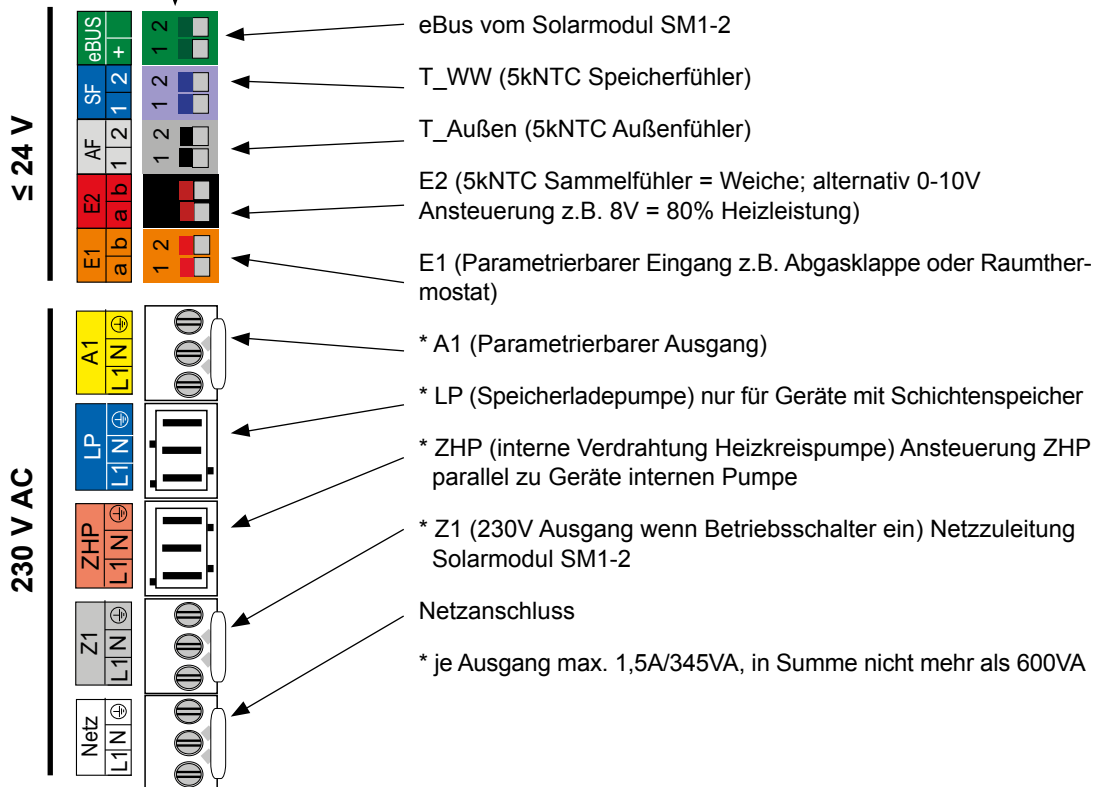 ≤ 24 V
eBUS
+
1 2
eBus vom Solarmodul SM1-2
SF
1 2
1 2
T_WW (5kNTC Speicherfühler)
AF
1 2
1 2
T_Außen (5kNTC Außenfühler)
E2
a b
E2 (5kNTC Sammelfühler = Weiche; alternativ 0-10V
Ansteuerung z.B. 8V = 80% Heizleistung)
E1
a b
1 2
E1 (Parametrierbarer Eingang z.B. Abgasklappe oder Raumther-
mostat)
230 V AC
A1
L1 N
* A1 (Parametrierbarer Ausgang)
LP
L1 N
* LP (Speicherladepumpe) nur für Geräte mit Schichtenspeicher
ZHP
L1 N
* ZHP (interne Verdrahtung Heizkreispumpe) Ansteuerung ZHP
parallel zu Geräte internen Pumpe
Z1
L1 N
* Z1 (230V Ausgang wenn Betriebsschalter ein) Netzzuleitung
Solarmodul SM1-2
Netz
L1 N
Netzanschluss
* je Ausgang max. 1,5A/345VA, in Summe nicht mehr als 600VA